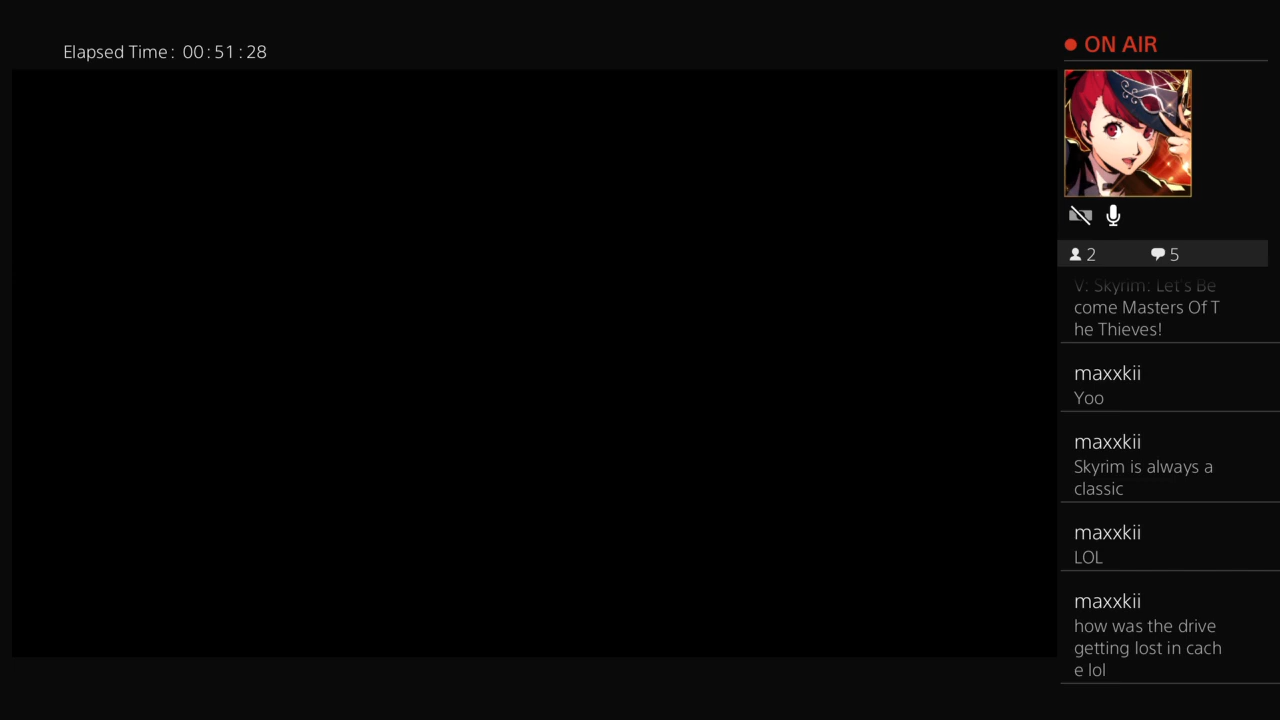 Elapsed Time: 00:51:28
ON AIR
2
5
V: Skyrim: Let's Be
come Masters Of T
he Thieves!
maxxkii
Yoo
maxxkii
Skyrim is always a
classic
maxxkii
LOL
maxxkii
how was the drive
getting lost in cach
e lol